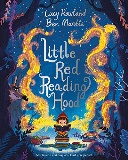 Lucy Rowland
Ben Mantle
Little
Red
Reading
Hood